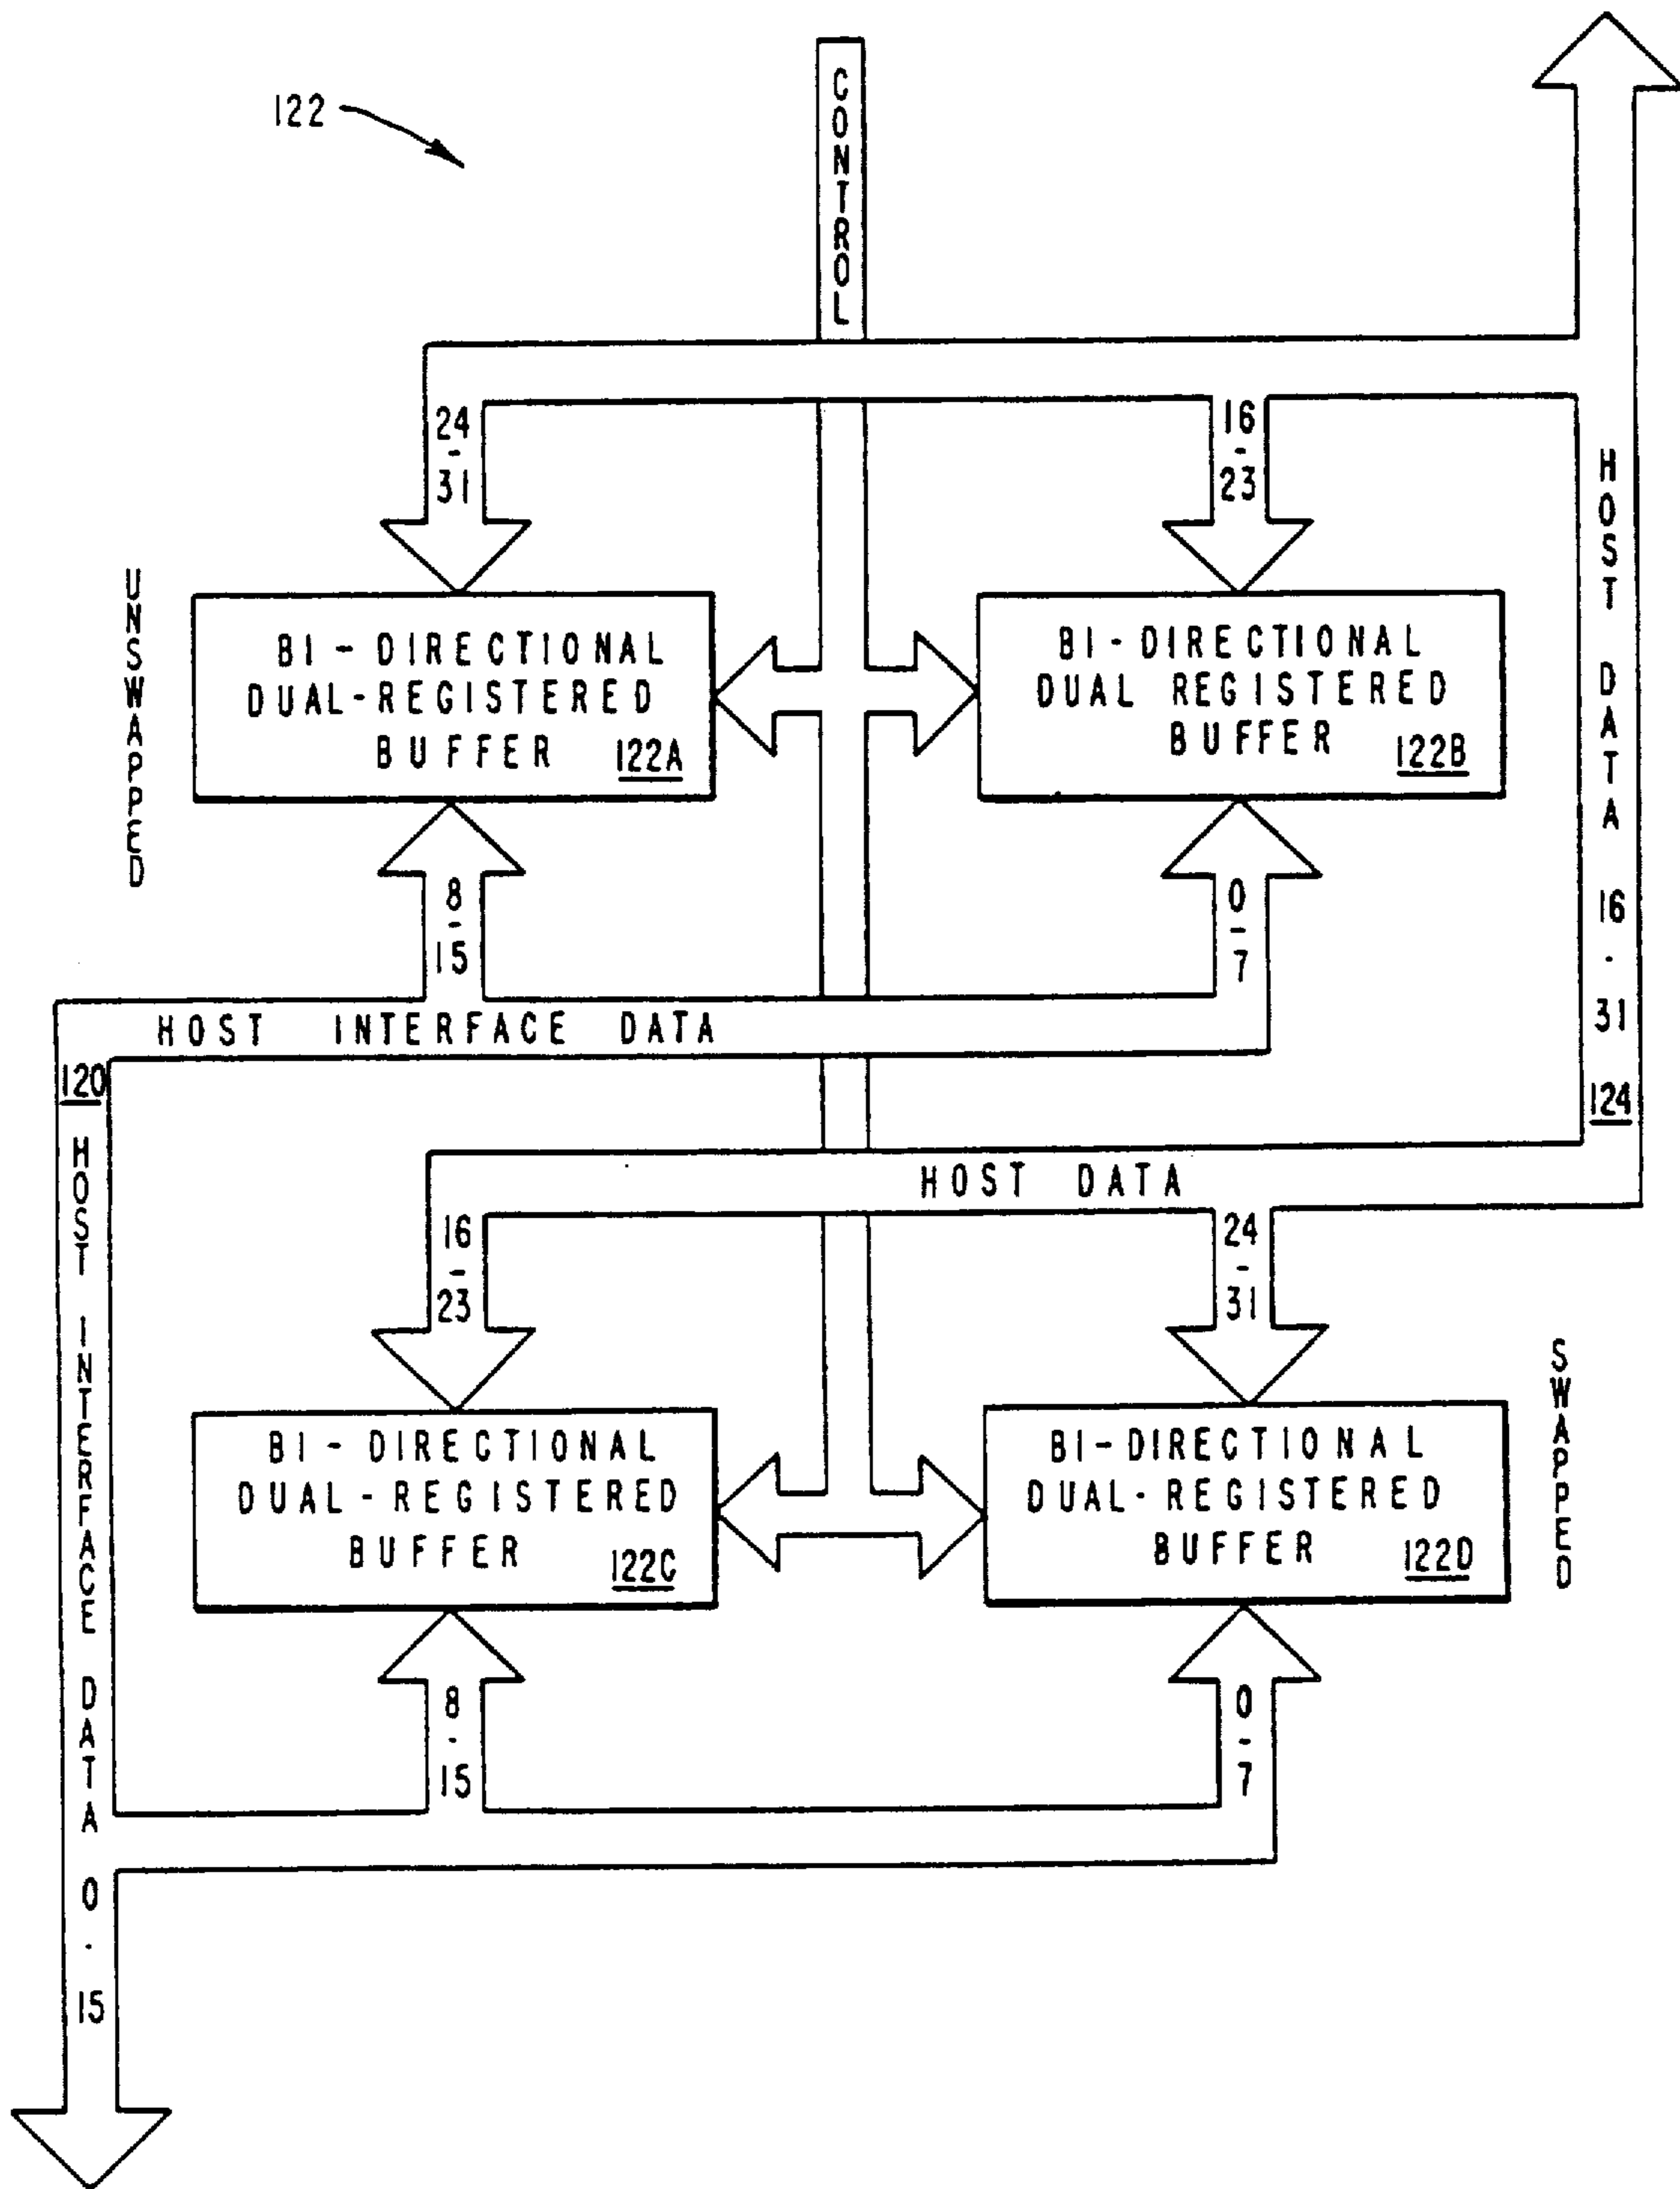 122
CONTROL
24
-
31
16
-
23
UNSWAPPED
BI-DIRECTIONAL
DUAL-REGISTERED
BUFFER 122A
BI-DIRECTIONAL
DUAL REGISTERED
BUFFER 122B
HOST DATA 16-31
124
8
-
15
0
-
7
HOST INTERFACE DATA
120
HOST INTERFACE DATA 0-15
HOST DATA
16
-
23
24
-
31
BI-DIRECTIONAL
DUAL-REGISTERED
BUFFER 122C
BI-DIRECTIONAL
DUAL-REGISTERED
BUFFER 122D
SWAPPED
8
-
15
0
-
7